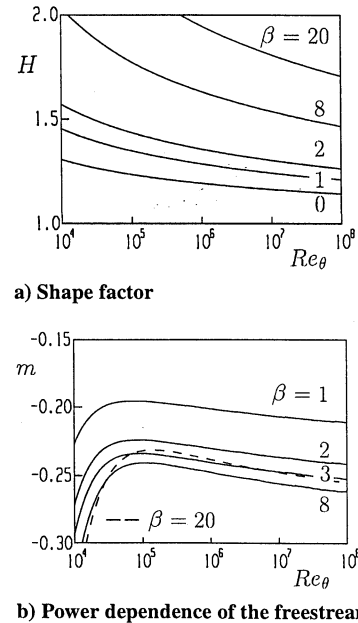 2.0
H
β = 20
8
1.5
2
1
0
1.0
10⁴ 10⁵ 10⁶ 10⁷ 10⁸
Re_θ
a) Shape factor
-0.15
m
β = 1
-0.20
2
-0.25
3
8
β = 20
-0.30
10⁴ 10⁵ 10⁶ 10⁷ 10⁸
Re_θ
b) Power dependence of the freestream